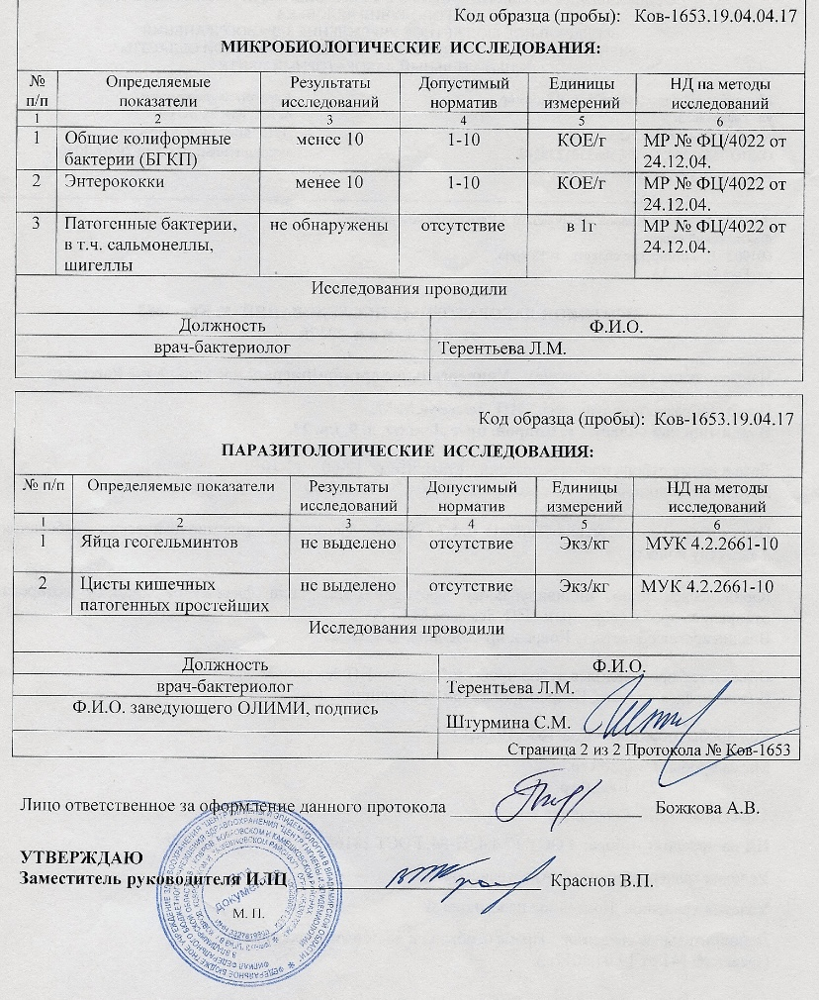 Код образца (пробы): Ков-1653.19.04.04.17
МИКРОБИОЛОГИЧЕСКИЕ ИССЛЕДОВАНИЯ:
№ п/п Определяемые показатели Результаты исследований Допустимый норматив Единицы измерений НД на методы исследований
1 2 3 4 5 6
1 Общие колиформные бактерии (БГКП) менее 10 1-10 КОЕ/г МР № ФЦ/4022 от 24.12.04.
2 Энтерококки менее 10 1-10 КОЕ/г МР № ФЦ/4022 от 24.12.04.
3 Патогенные бактерии, в т.ч. сальмонеллы, шигеллы не обнаружены отсутствие в 1г МР № ФЦ/4022 от 24.12.04.
Исследования проводили
Должность Ф.И.О.
врач-бактериолог Терентьева Л.М.
Код образца (пробы): Ков-1653.19.04.17
ПАРАЗИТОЛОГИЧЕСКИЕ ИССЛЕДОВАНИЯ:
№ п/п Определяемые показатели Результаты исследований Допустимый норматив Единицы измерений НД на методы исследований
1 2 3 4 5 6
1 Яйца геогельминтов не выделено отсутствие Экз/кг МУК 4.2.2661-10
2 Цисты кишечных патогенных простейших не выделено отсутствие Экз/кг МУК 4.2.2661-10
Исследования проводили
Должность Ф.И.О.
врач-бактериолог Терентьева Л.М.
Ф.И.О. заведующего ОЛИМИ, подпись Штурмина С.М.
Страница 2 из 2 Протокола № Ков-1653
Лицо ответственное за оформление данного протокола Божкова А.В.
УТВЕРЖДАЮ
Заместитель руководителя ИЛЦ Краснов В.П.
М. П.